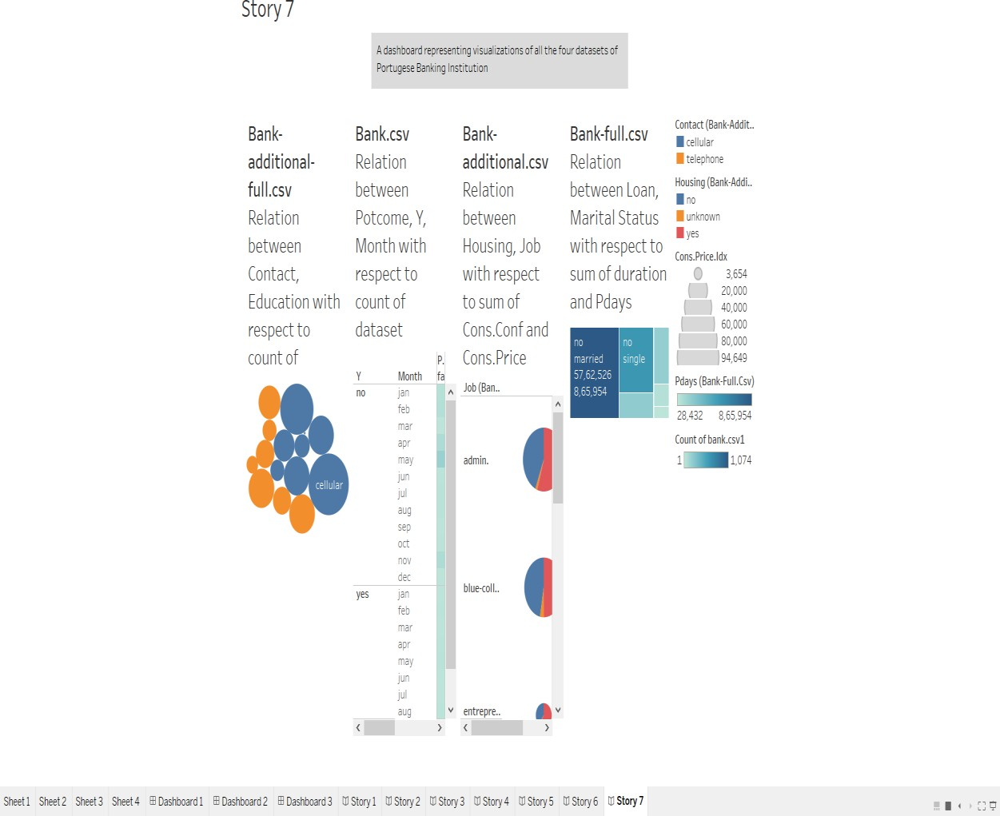 Story 7
A dashboard representing visualizations of all the four datasets of
Portugese Banking Institution
Bank-
additional-
full.csv
Relation
between
Contact,
Education with
respect to
count of
cellular
Bank.csv
Relation
between
Potcome, Y,
Month with
respect to
count of
dataset
P.
Y Month fa
no jan
feb
mar
apr
may
jun
jul
aug
sep
oct
nov
dec
yes jan
feb
mar
apr
may
jun
jul
aug
Bank-
additional.csv
Relation
between
Housing, Job
with respect
to sum of
Cons.Conf and
Cons.Price
Job (Ban..
admin.
blue-coll..
entrepre..
Bank-full.csv
Relation
between Loan,
Marital Status
with respect to
sum of duration
and Pdays
no
married
57,62,526
8,65,954
no
single
Contact (Bank-Addit..
cellular
telephone
Housing (Bank-Addi..
no
unknown
yes
Cons.Price.Idx
3,654
20,000
40,000
60,000
80,000
94,649
Pdays (Bank-Full.Csv)
28,432 8,65,954
Count of bank.csv1
1 1,074
Sheet 1 Sheet 2 Sheet 3 Sheet 4 Dashboard 1 Dashboard 2 Dashboard 3 Story 1 Story 2 Story 3 Story 4 Story 5 Story 6 Story 7